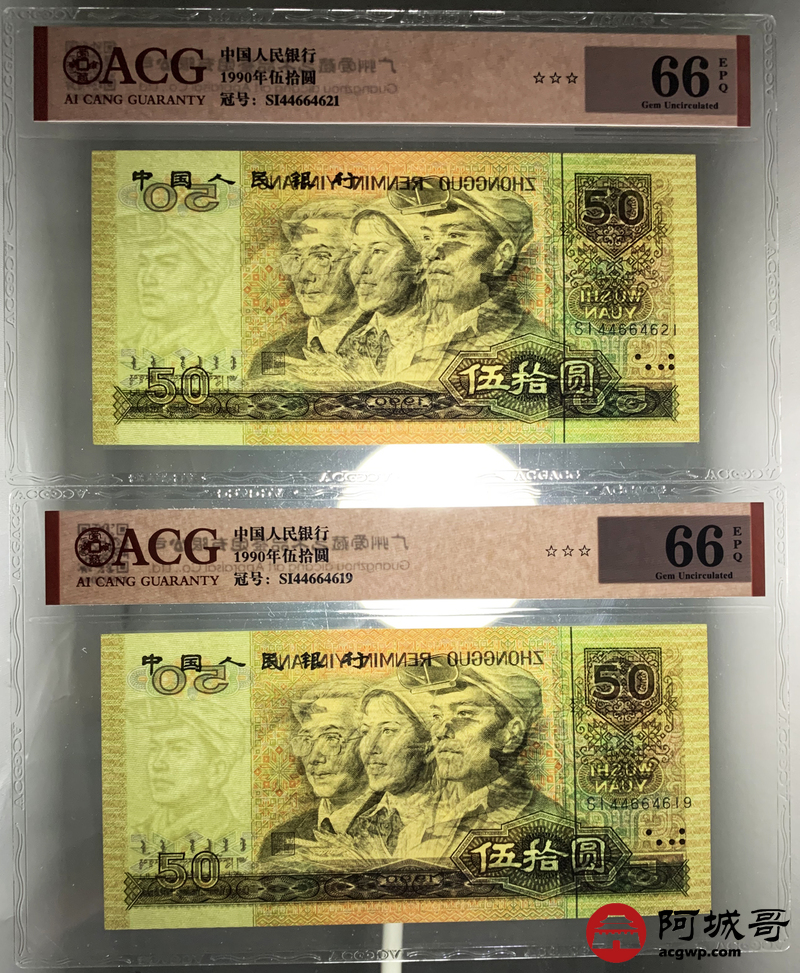 ACG
AI CANG GUARANTY
中国人民银行
1990年伍拾圆
冠号：SI44664621
☆☆☆
66
EPQ
Gem Uncirculated
中国人民银行
ZHONGGUO RENMIN YINHANG
50
50
WUSHI
YUAN
SI44664621
50
伍拾圆
1990
ACG
AI CANG GUARANTY
中国人民银行
1990年伍拾圆
冠号：SI44664619
☆☆☆
66
EPQ
Gem Uncirculated
中国人民银行
ZHONGGUO RENMIN YINHANG
50
50
WUSHI
YUAN
SI44664619
50
伍拾圆
1990
阿城哥
acgwp.com